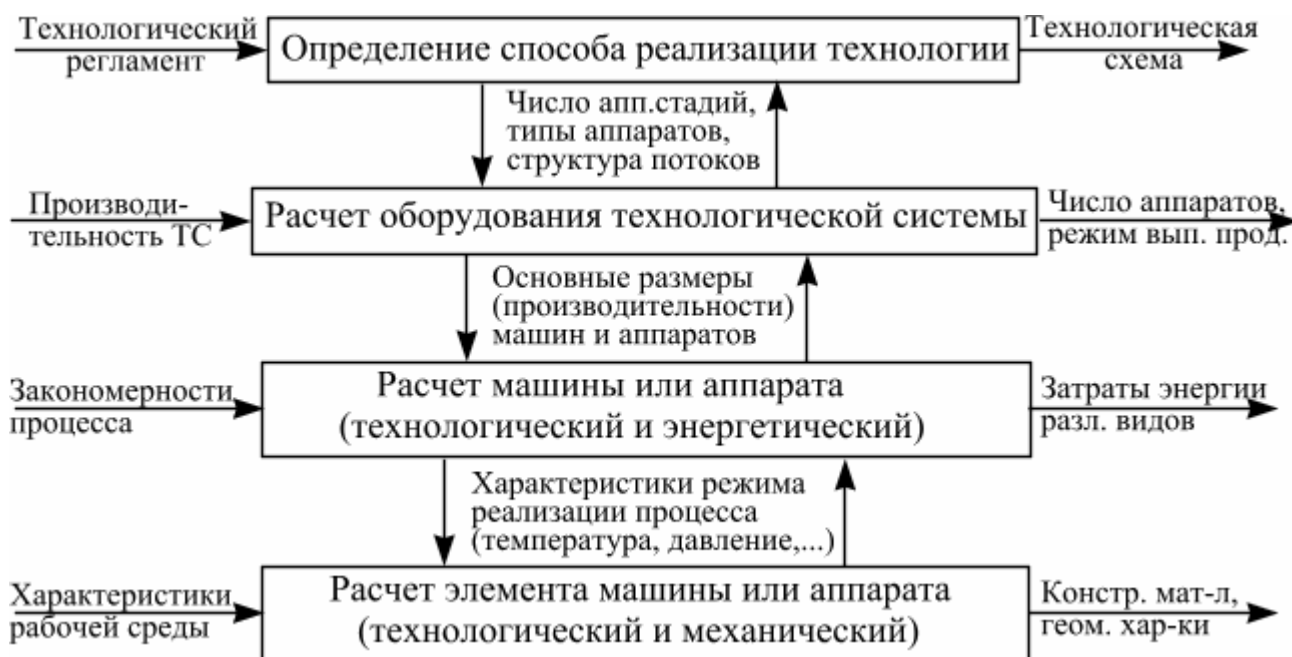 Технологический
регламент
Определение способа реализации технологии
Технологическая
схема
Число апп.стадий,
типы аппаратов,
структура потоков
Производи-
тельность ТС
Расчет оборудования технологической системы
Число аппаратов,
режим вып. прод.
Основные размеры
(производительности)
машин и аппаратов
Закономерности
процесса
Расчет машины или аппарата
(технологический и энергетический)
Затраты энергии
разл. видов
Характеристики режима
реализации процесса
(температура, давление,...)
Характеристики
рабочей среды
Расчет элемента машины или аппарата
(технологический и механический)
Констр. мат-л,
геом. хар-ки